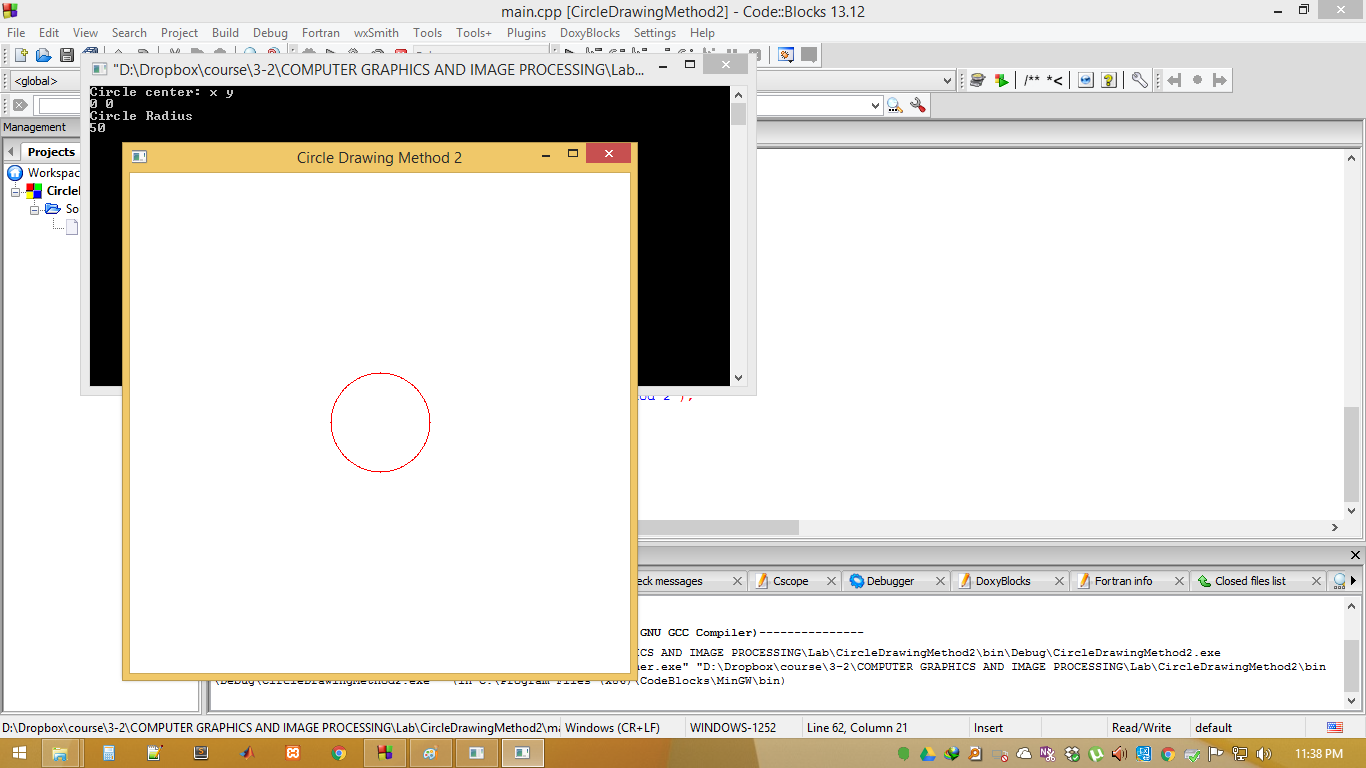 main.cpp [CircleDrawingMethod2] - Code::Blocks 13.12
File Edit View Search Project Build Debug Fortran wxSmith Tools Tools+ Plugins DoxyBlocks Settings Help
<global>
/** *<
"D:\Dropbox\course\3-2\COMPUTER GRAPHICS AND IMAGE PROCESSING\Lab...
Circle center: x y
0 0
Circle Radius
50
Management
Projects
Workspac
Circle
So
Circle Drawing Method 2
2");
eck messages Cscope Debugger DoxyBlocks Fortran info Closed files list
GNU GCC Compiler)---------------
CS AND IMAGE PROCESSING\Lab\CircleDrawingMethod2\bin\Debug\CircleDrawingMethod2.exe
er.exe" "D:\Dropbox\course\3-2\COMPUTER GRAPHICS AND IMAGE PROCESSING\Lab\CircleDrawingMethod2\bin
\Debug\CircleDrawingMethod2.exe" (in C:\Program Files (x86)\CodeBlocks\MinGW\bin)
D:\Dropbox\course\3-2\COMPUTER GRAPHICS AND IMAGE PROCESSING\Lab\CircleDrawingMethod2\ma Windows (CR+LF) WINDOWS-1252 Line 62, Column 21 Insert Read/Write default
11:38 PM